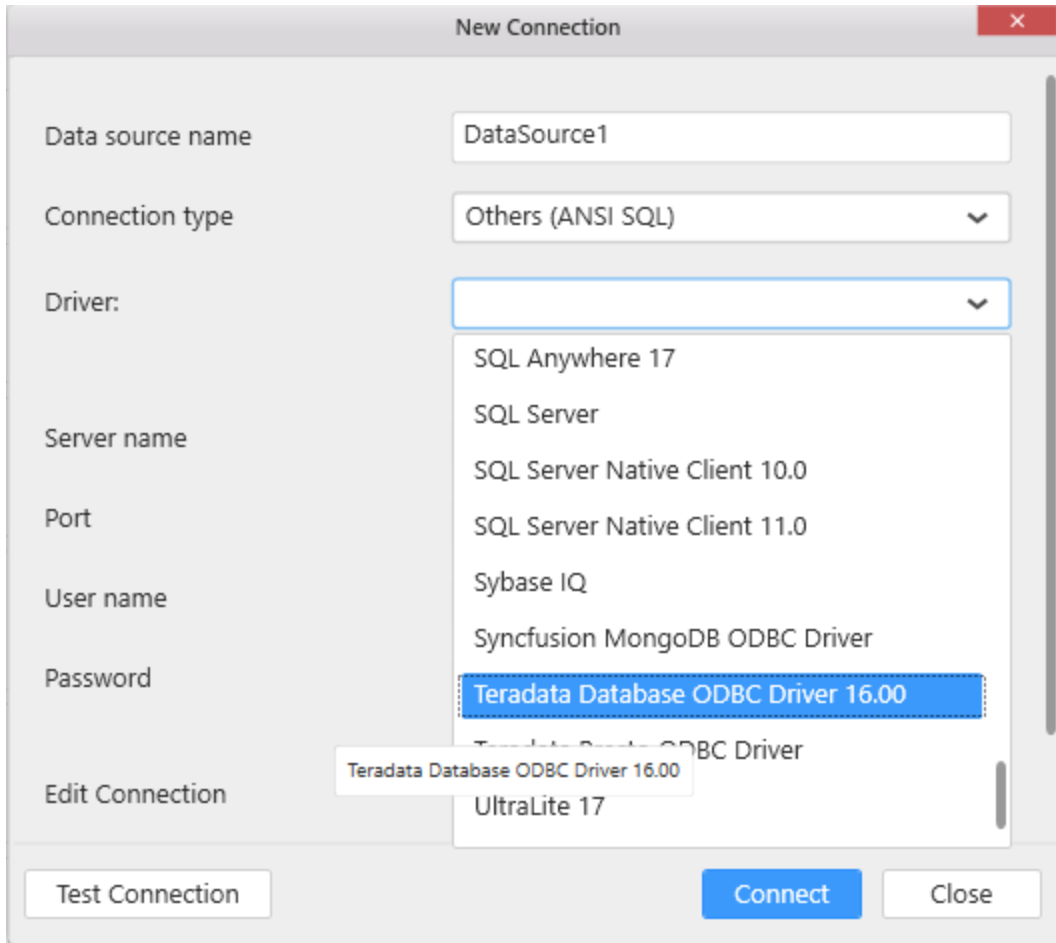 New Connection
Data source name
DataSource1
Connection type
Others (ANSI SQL)
Driver:
SQL Anywhere 17
SQL Server
Server name
SQL Server Native Client 10.0
Port
SQL Server Native Client 11.0
User name
Sybase IQ
Syncfusion MongoDB ODBC Driver
Password
Teradata Database ODBC Driver 16.00
ODBC Driver
Teradata Database ODBC Driver 16.00
Edit Connection
UltraLite 17
Test Connection
Connect
Close